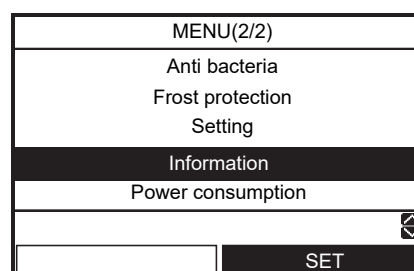 MENU(2/2)
Anti bacteria
Frost protection
Setting
Information
Power consumption
SET